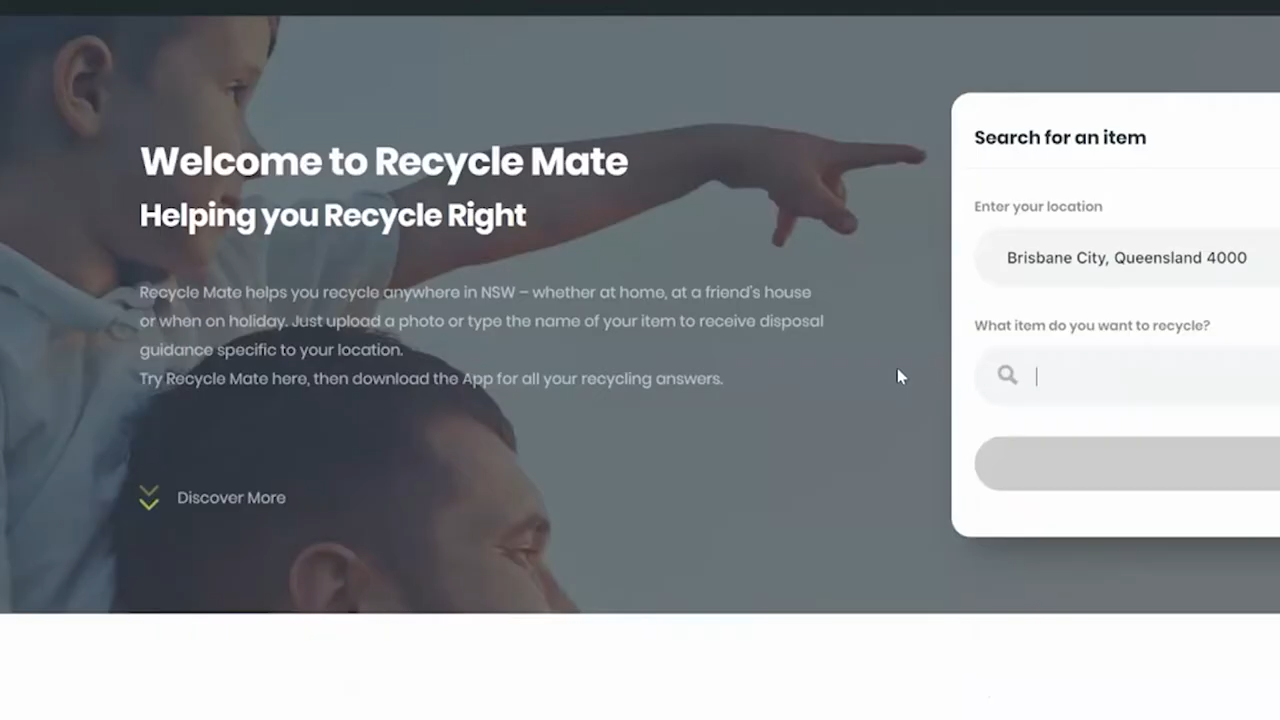 Welcome to Recycle Mate
Helping you Recycle Right
Recycle Mate helps you recycle anywhere in NSW – whether at home, at a friend's house
or when on holiday. Just upload a photo or type the name of your item to receive disposal
guidance specific to your location.
Try Recycle Mate here, then download the App for all your recycling answers.
Discover More
Search for an item
Enter your location
Brisbane City, Queensland 4000
What item do you want to recycle?